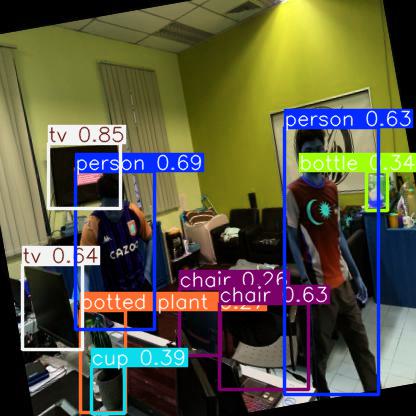 person 0.63
tv 0.85
person 0.69
bottle 0.34
tv 0.64
chair 0.26
chair 0.63
potted plant
cup 0.39
CAZOO